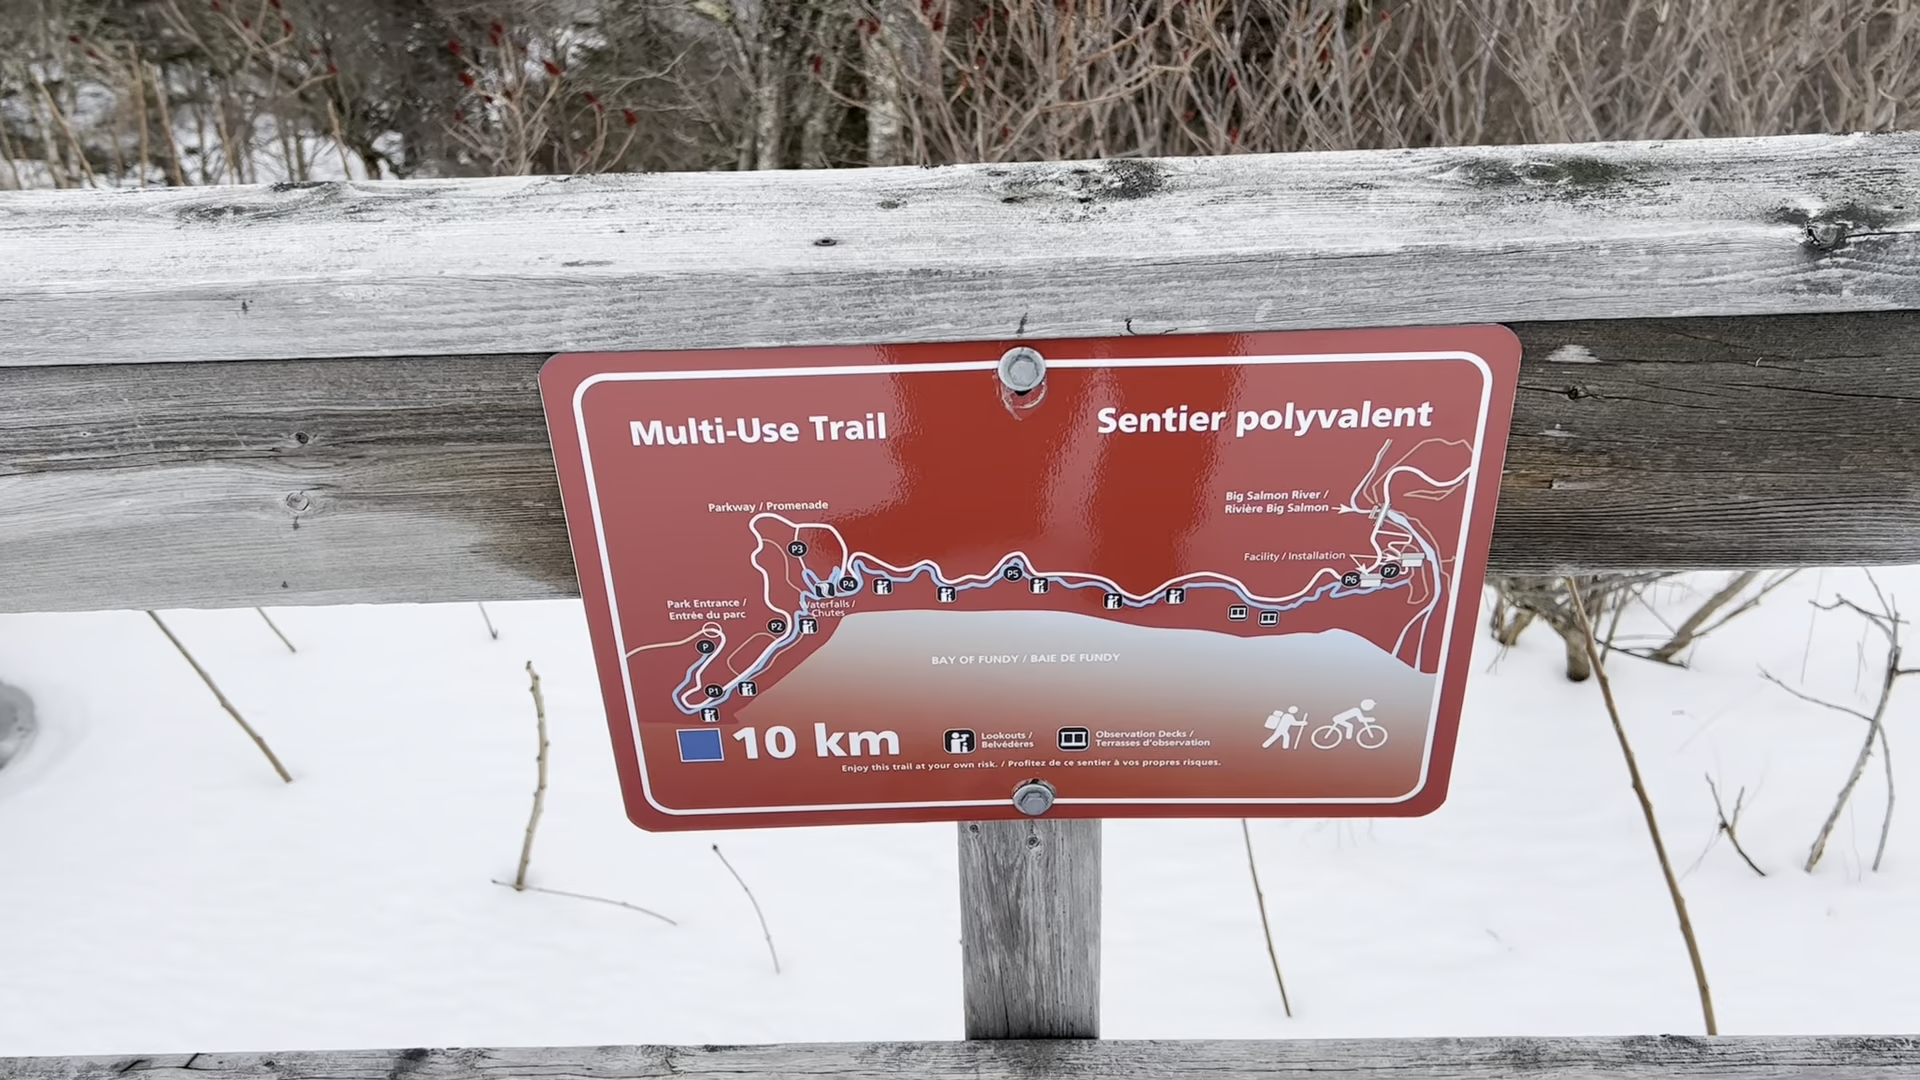 Multi-Use Trail
Sentier polyvalent
Parkway / Promenade
Big Salmon River /
Rivière Big Salmon
P3
Facility / Installation
P4
P5
P6
P7
Waterfalls /
Chutes
Park Entrance /
Entrée du parc
P2
P
P1
BAY OF FUNDY / BAIE DE FUNDY
10 km
Lookouts /
Belvédères
Observation Decks /
Terrasses d'observation
Enjoy this trail at your own risk. / Profitez de ce sentier à vos propres risques.